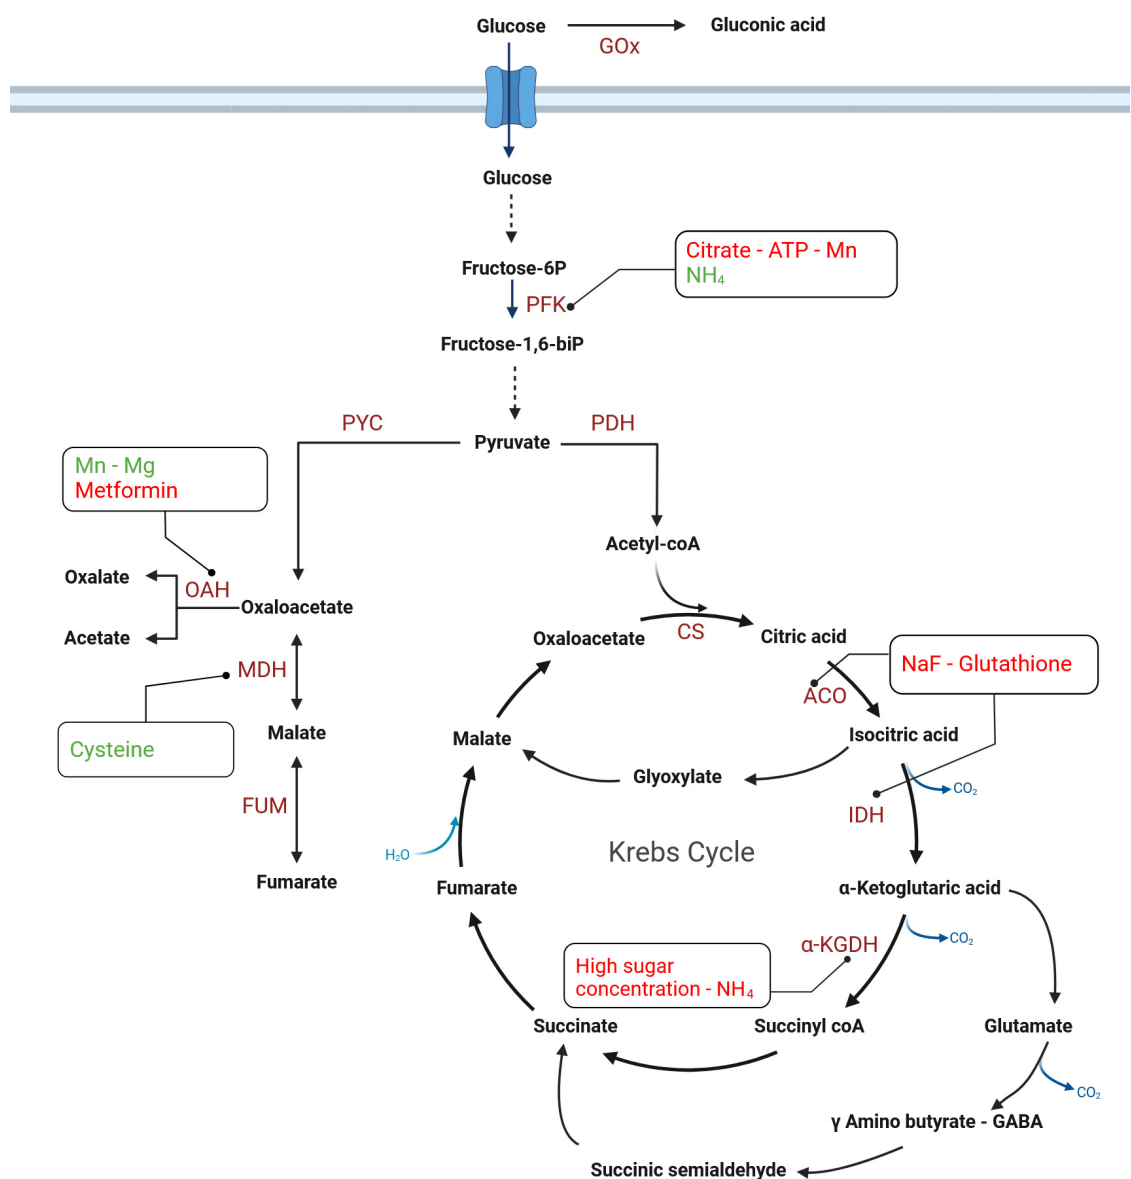 Glucose
Gluconic acid
GOx
Glucose
Fructose-6P
Citrate - ATP - Mn
NH₄
PFK
Fructose-1,6-biP
PYC
Pyruvate
PDH
Mn - Mg
Metformin
Acetyl-coA
Oxalate
OAH
Oxaloacetate
Acetate
Oxaloacetate
CS
Citric acid
MDH
NaF - Glutathione
ACO
Cysteine
Malate
Malate
Isocitric acid
Glyoxylate
CO₂
FUM
IDH
H₂O
Krebs Cycle
Fumarate
Fumarate
α-Ketoglutaric acid
α-KGDH
CO₂
High sugar
concentration - NH₄
Succinate
Succinyl coA
Glutamate
CO₂
γ Amino butyrate - GABA
Succinic semialdehyde